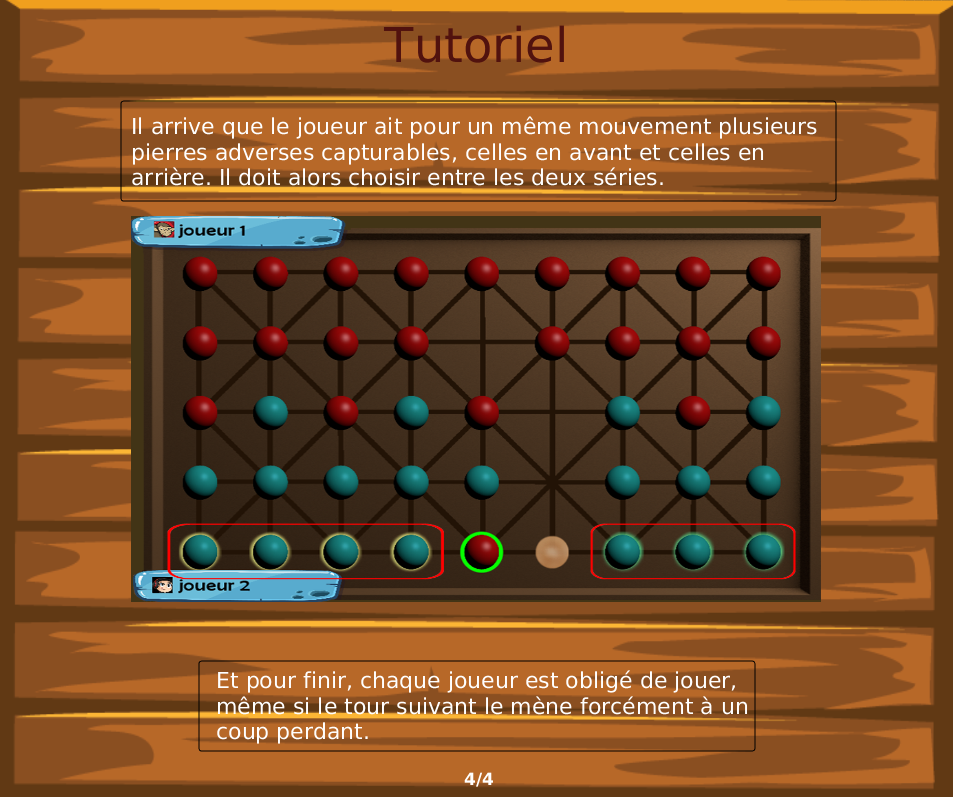 Tutoriel
Il arrive que le joueur ait pour un même mouvement plusieurs
pierres adverses capturables, celles en avant et celles en
arrière. Il doit alors choisir entre les deux séries.
joueur 1
joueur 2
Et pour finir, chaque joueur est obligé de jouer,
même si le tour suivant le mène forcément à un
coup perdant.
4/4